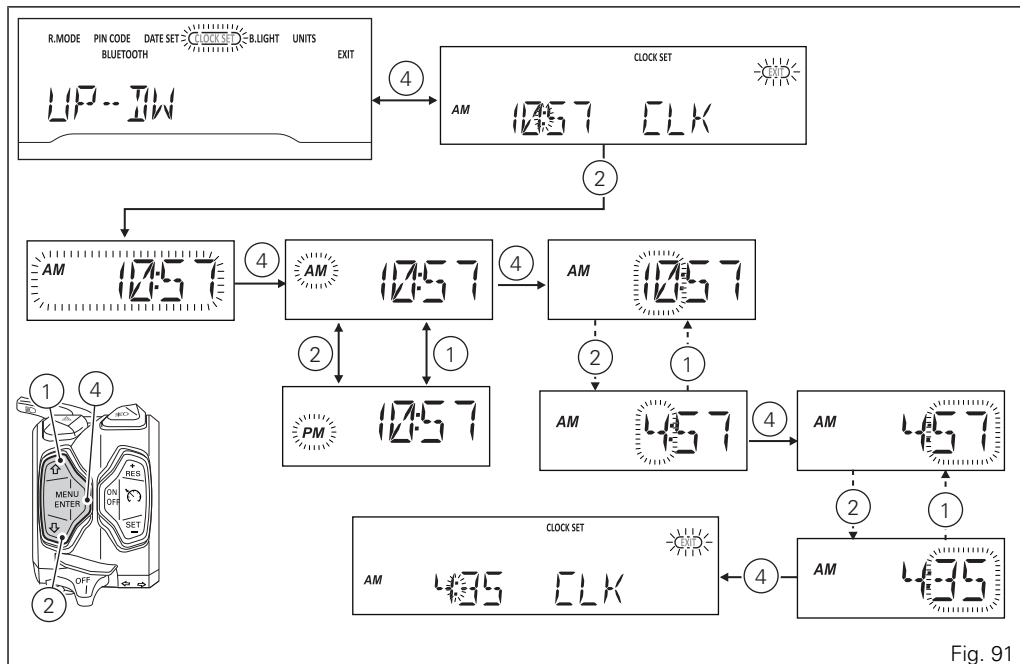 R.MODE PIN CODE DATE SET CLOCK SET B.LIGHT UNITS
BLUETOOTH EXIT
UP--DW
4
CLOCK SET
EXIT
AM 10:57 CLK
2
AM 10:57
4
AM 10:57
4
AM 10:57
2
1
2
1
PM 10:57
AM 4:57
4
AM 4:57
2
1
1
4
RES
MENU
ENTER
ON
OFF
SET
OFF
2
CLOCK SET
EXIT
AM 4:35 CLK
4
AM 4:35
Fig. 91